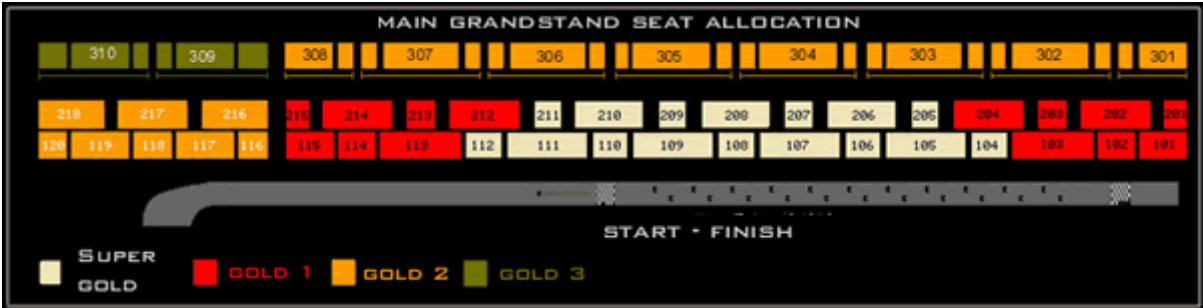 MAIN GRANDSTAND SEAT ALLOCATION
310 309 308 307 306 305 304 303 302 301
218 217 216 215 214 213 212 211 210 209 208 207 206 205 204 203 202 201
120 119 118 117 116 115 114 113 112 111 110 109 108 107 106 105 104 103 102 101
START - FINISH
SUPER
GOLD
GOLD 1 GOLD 2 GOLD 3